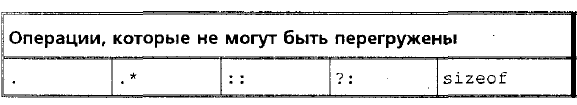 Операции, которые не могут быть перегружены
. .* :: ?: sizeof